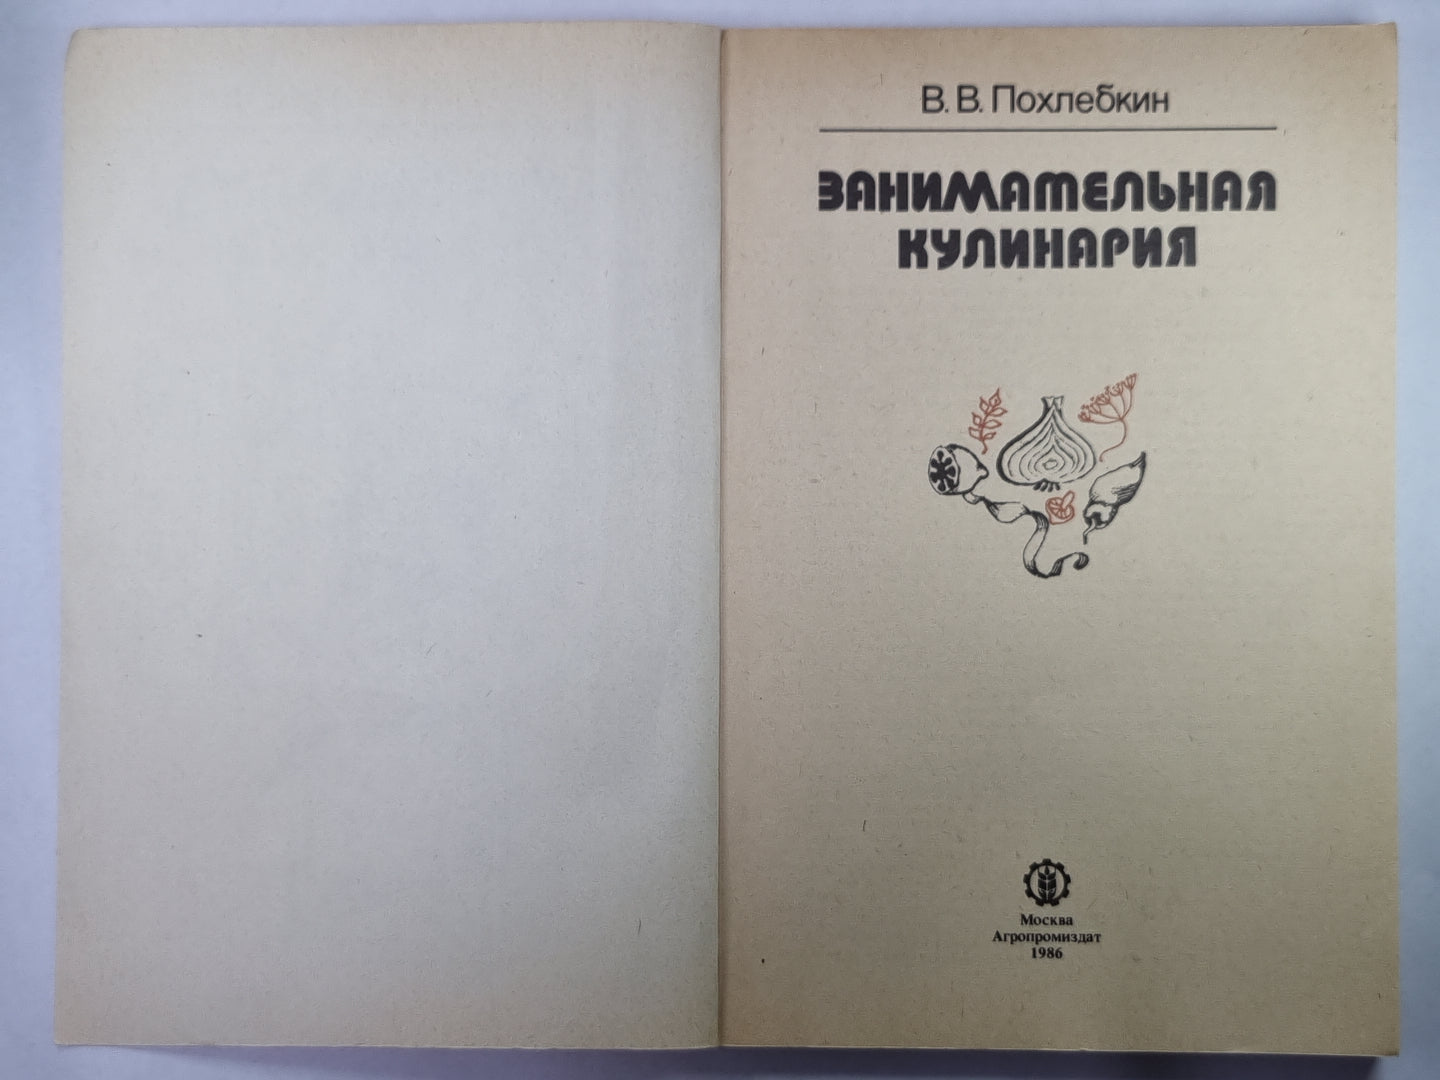 В. В. Похлебкин
ЗАНИМАТЕЛЬНАЯ
КУЛИНАРИЯ
Москва
Агропромиздат
1986